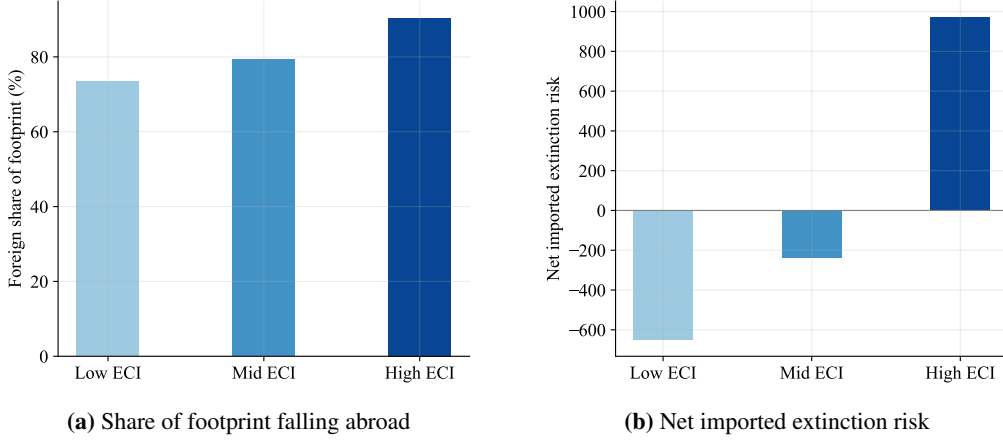 Foreign share of footprint (%)
80
60
40
20
0
Low ECI
Mid ECI
High ECI
(a) Share of footprint falling abroad
Net imported extinction risk
1000
800
600
400
200
0
−200
−400
−600
Low ECI
Mid ECI
High ECI
(b) Net imported extinction risk